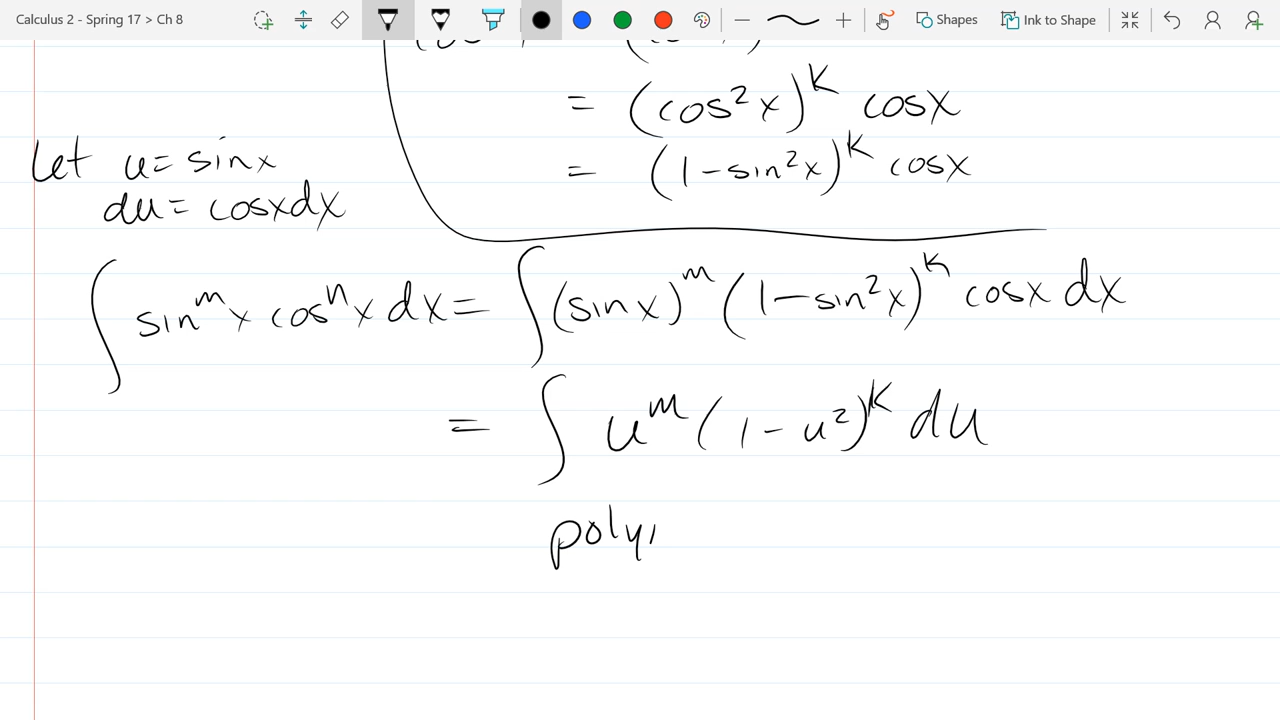 Calculus 2 - Spring 17 > Ch 8
Shapes
Ink to Shape
= (cos²x)^k cosx
= (1-sin²x)^k cosx
Let u = sinx
du = cosxdx
∫ sin^m x cos^n x dx = ∫ (sinx)^m (1-sin²x)^k cosx dx
= ∫ u^m (1-u²)^k du